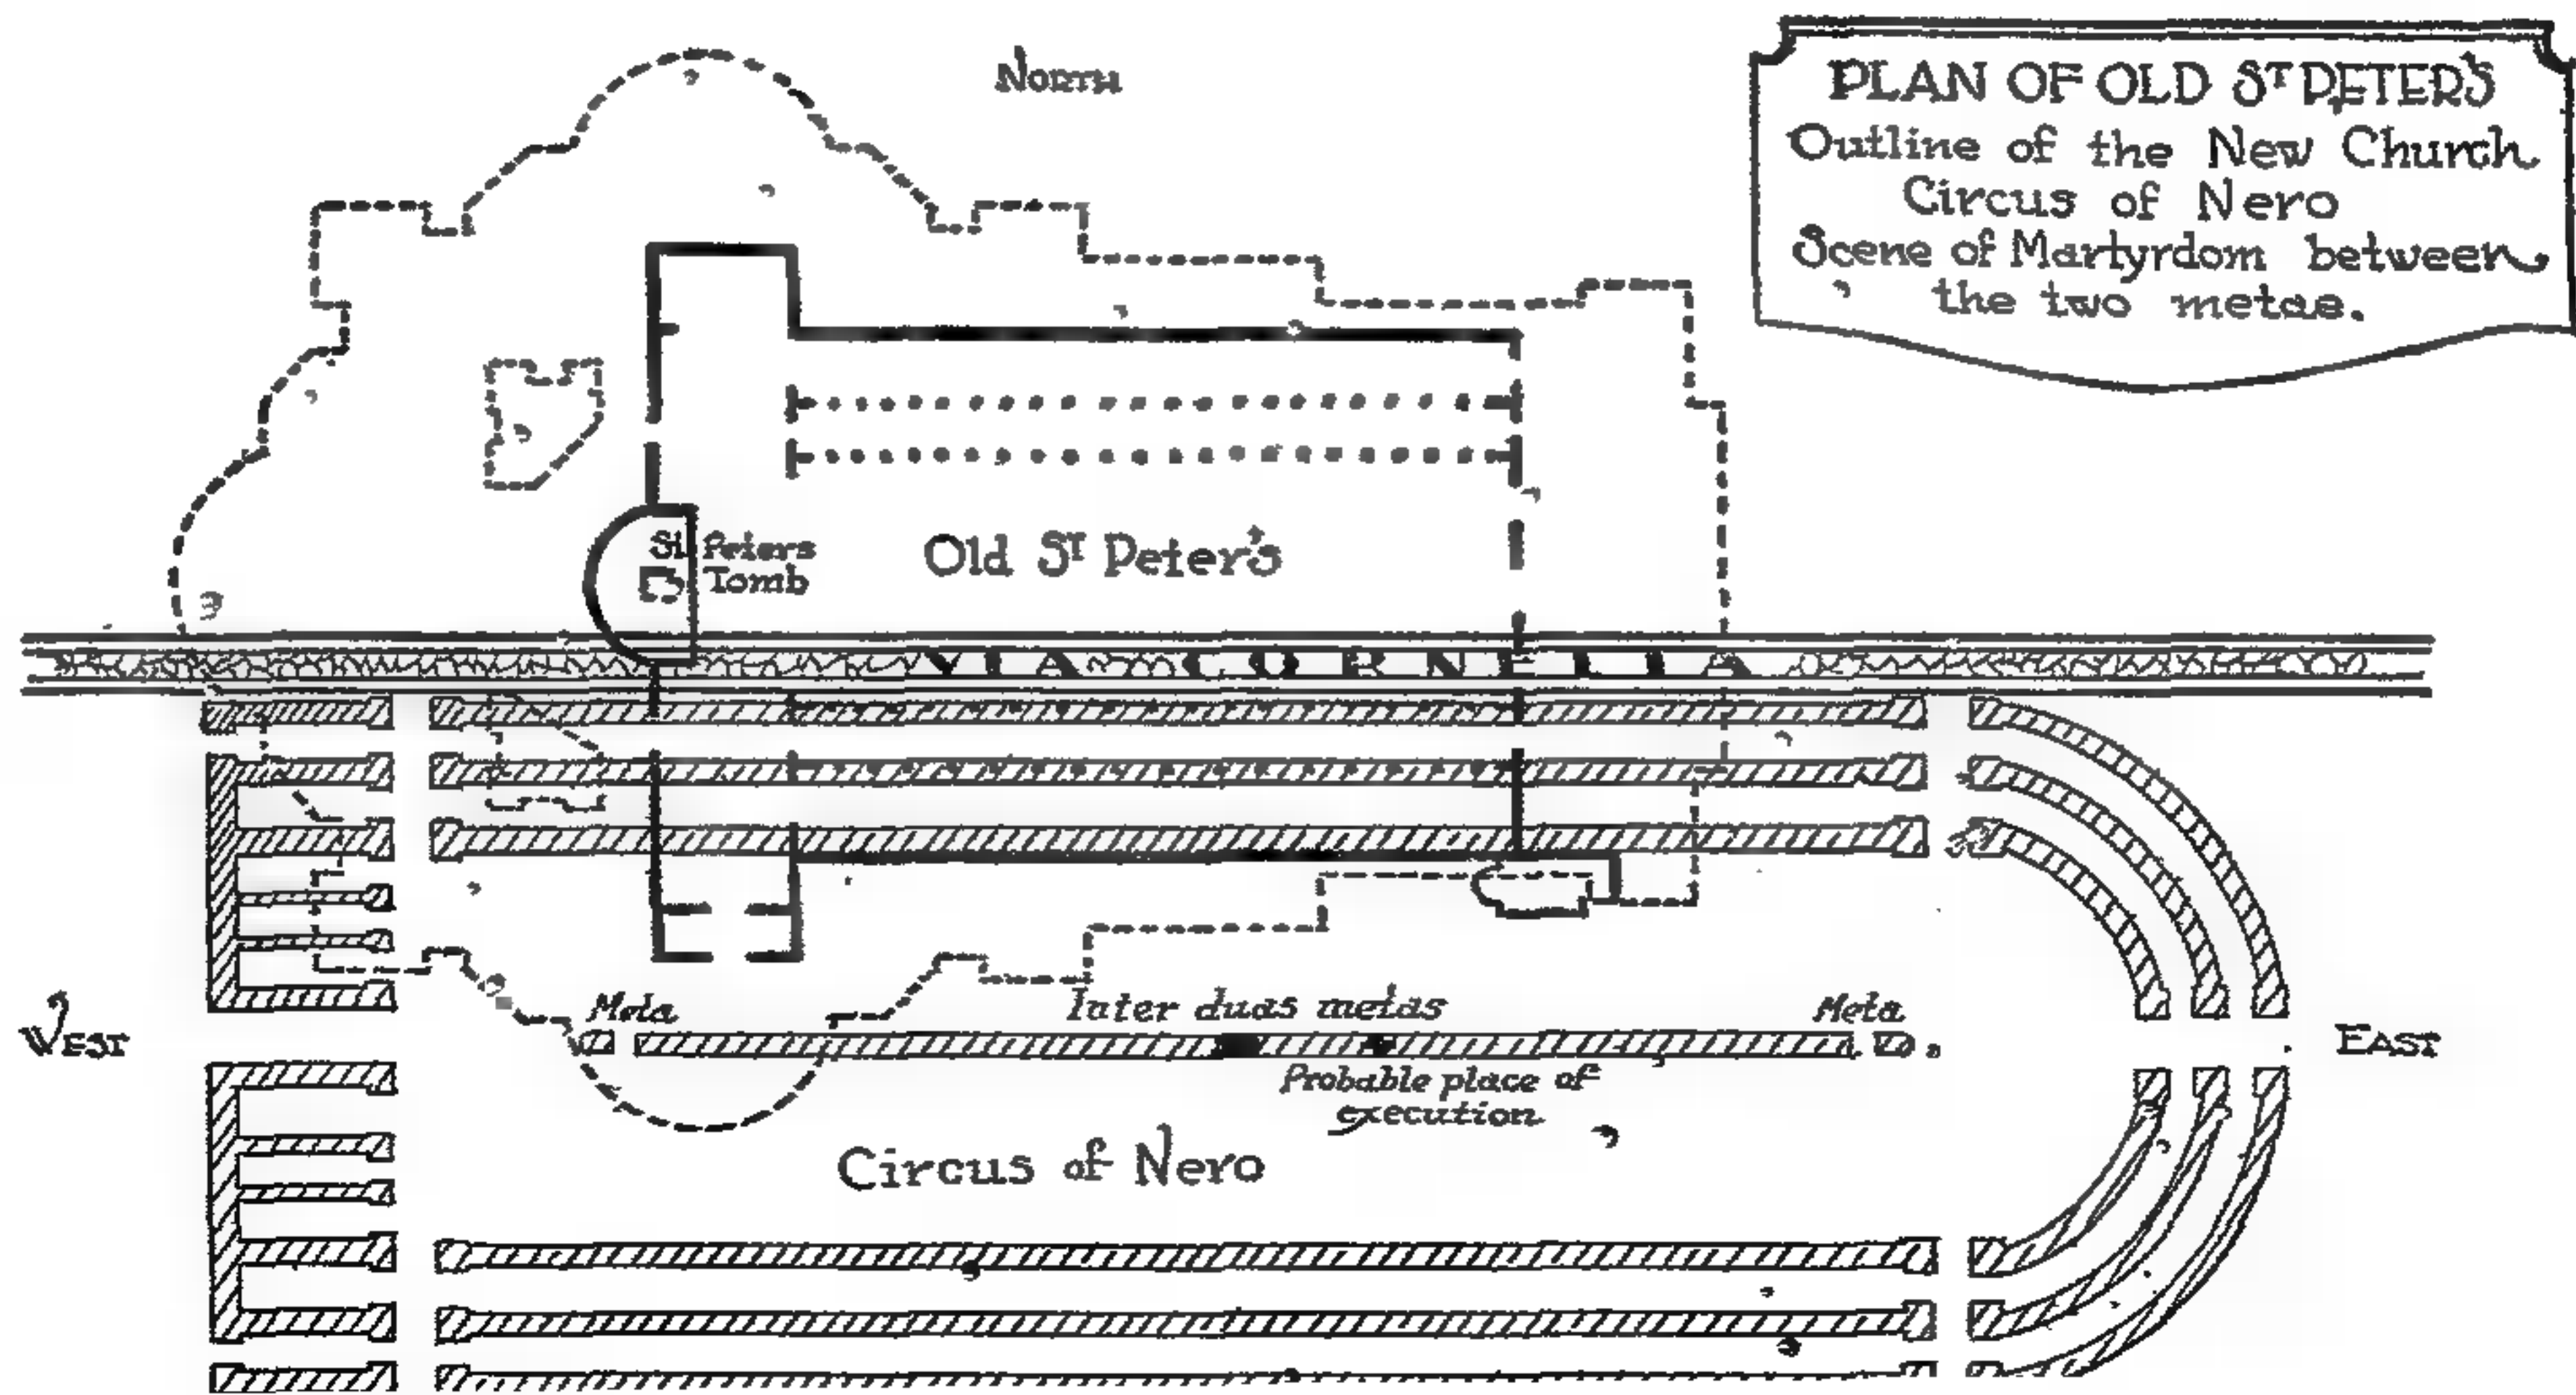 NORTH
PLAN OF OLD ST PETER'S
Outline of the New Church
Circus of Nero
Scene of Martyrdom between
the two metae.
St Peters
Tomb
Old St Peter's
VIA CORNELIA
WEST
Meta
Inter duas metas
Meta
EAST
Probable place of
execution
Circus of Nero